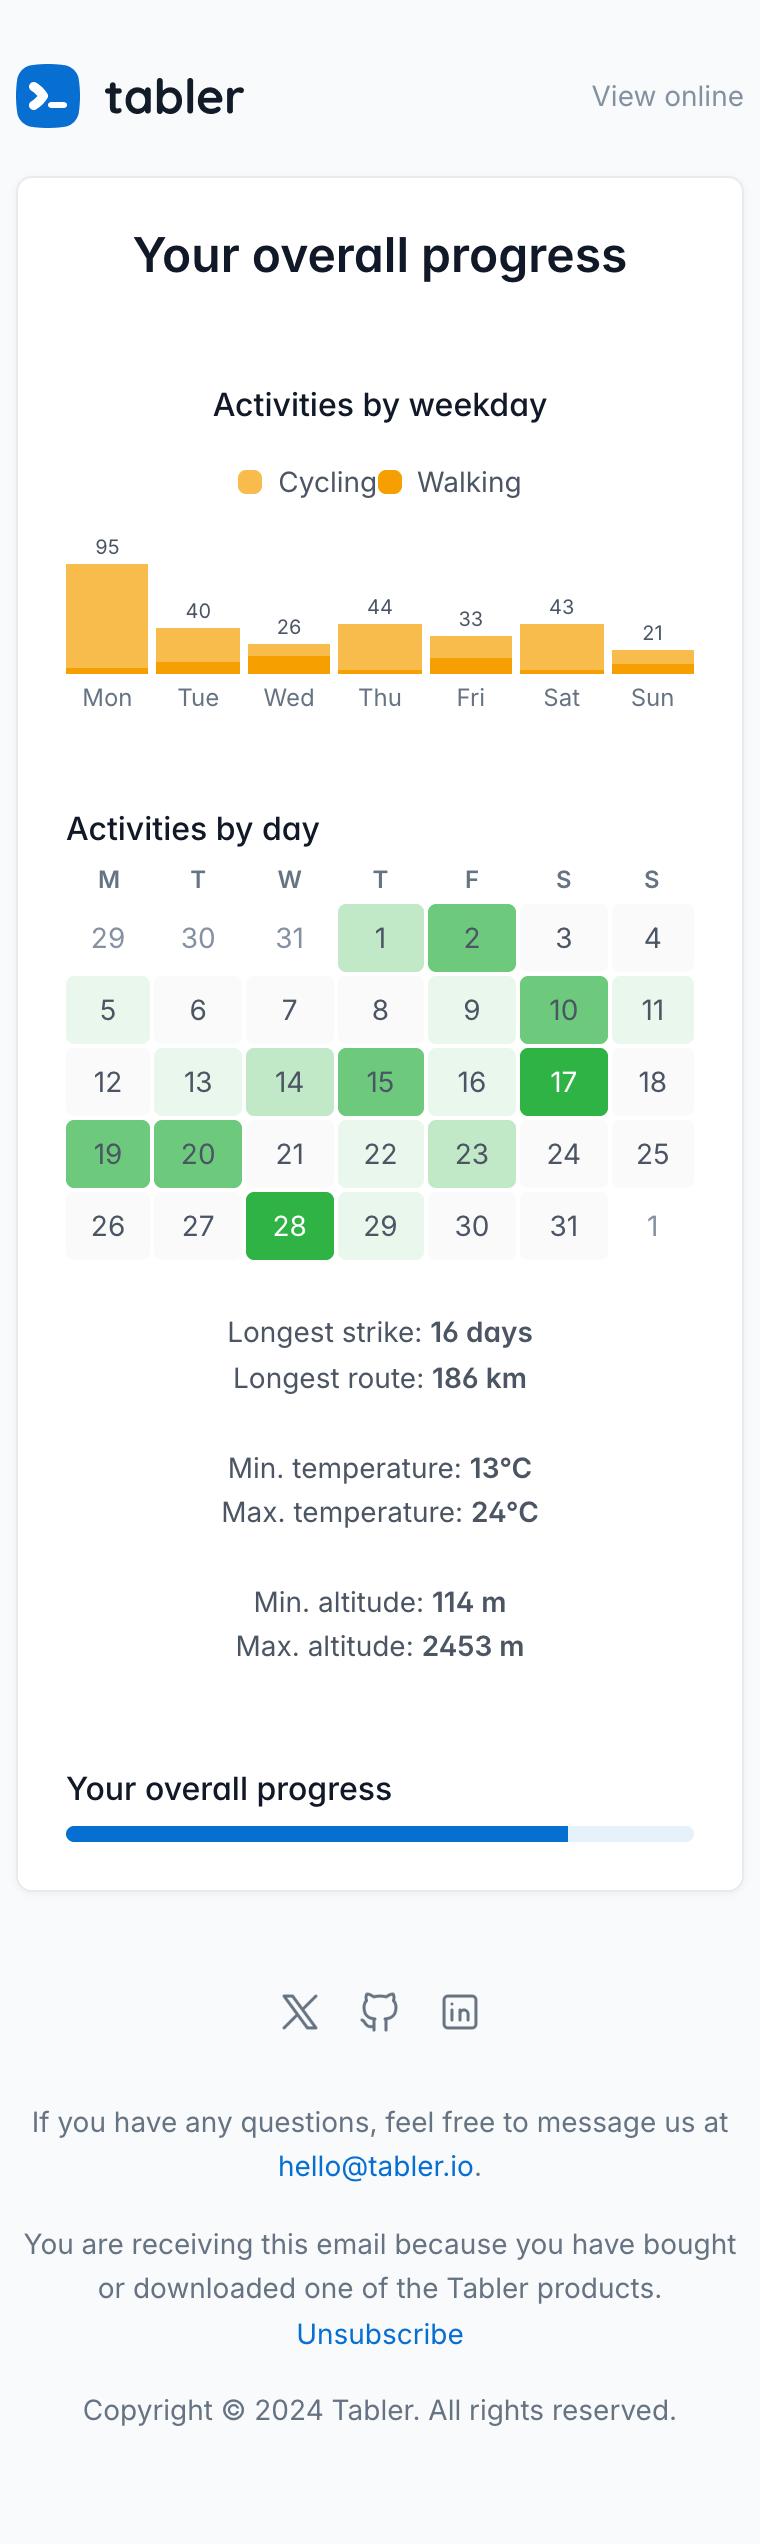 tabler
View online
Your overall progress
Activities by weekday
Cycling Walking
95 40 26 44 33 43 21
Mon Tue Wed Thu Fri Sat Sun
Activities by day
M T W T F S S
29 30 31 1 2 3 4
5 6 7 8 9 10 11
12 13 14 15 16 17 18
19 20 21 22 23 24 25
26 27 28 29 30 31 1
Longest strike: 16 days
Longest route: 186 km
Min. temperature: 13°C
Max. temperature: 24°C
Min. altitude: 114 m
Max. altitude: 2453 m
Your overall progress
in
If you have any questions, feel free to message us at
hello@tabler.io.
You are receiving this email because you have bought
or downloaded one of the Tabler products.
Unsubscribe
Copyright © 2024 Tabler. All rights reserved.